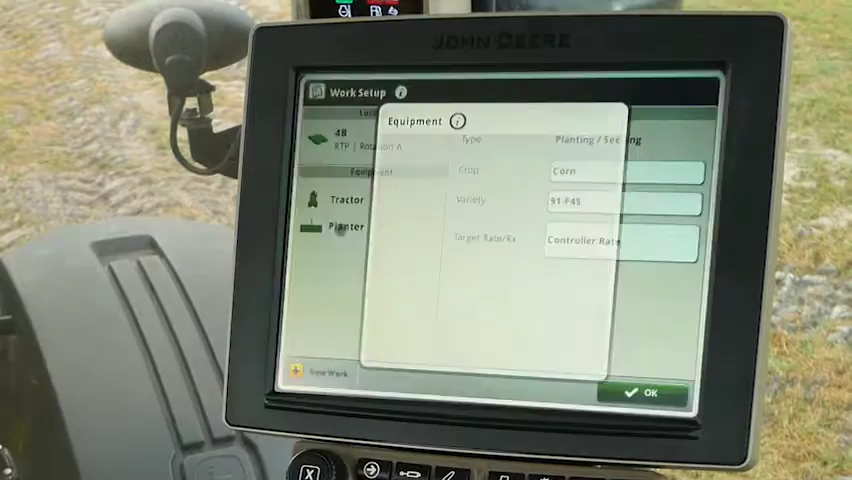 JOHN DEERE
Work Setup
Equipment
Type
Planting / Seeding
4B
RTP | Rotation A
Equipment
Crop
Corn
Tractor
Variety
91-F45
Planter
Target Rate/Rx
Controller Rate
New Work
OK
X